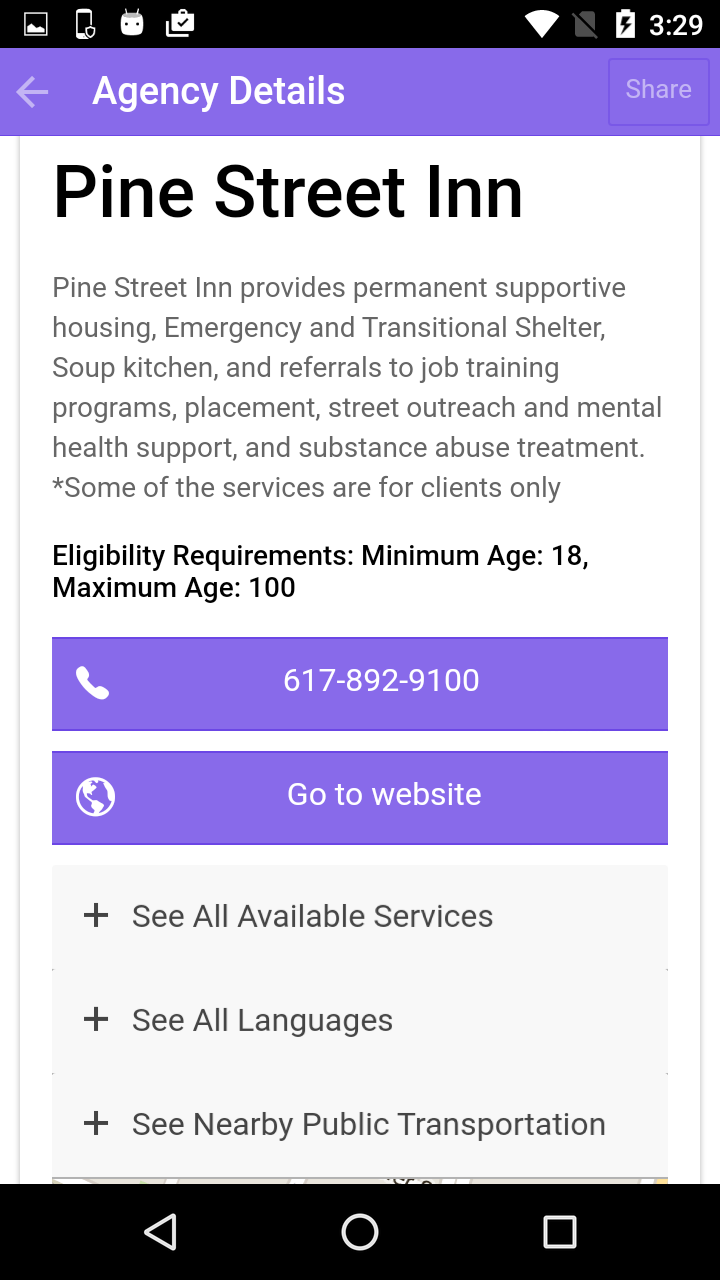 3:29
Agency Details
Share
Pine Street Inn
Pine Street Inn provides permanent supportive
housing, Emergency and Transitional Shelter,
Soup kitchen, and referrals to job training
programs, placement, street outreach and mental
health support, and substance abuse treatment.
*Some of the services are for clients only
Eligibility Requirements: Minimum Age: 18,
Maximum Age: 100
617-892-9100
Go to website
See All Available Services
See All Languages
See Nearby Public Transportation